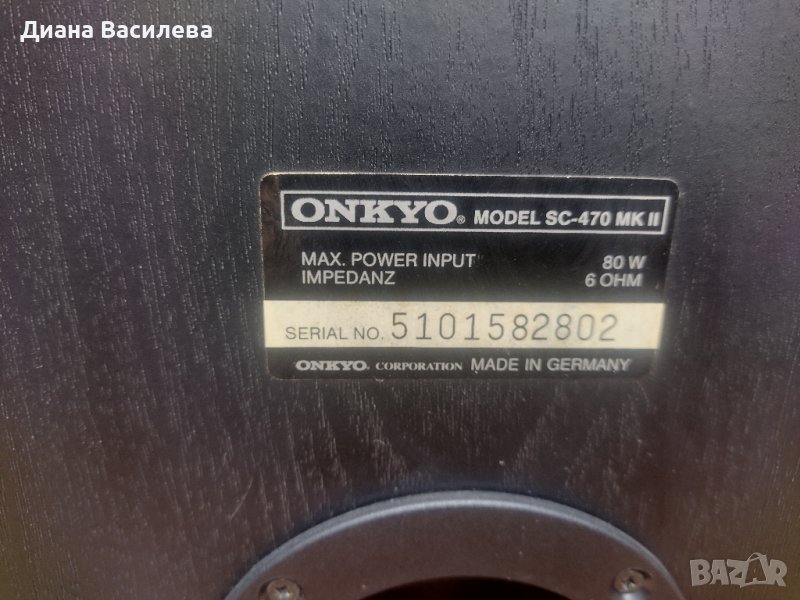 Диана Василева
ONKYO® MODEL SC-470 MK II
MAX. POWER INPUT 80 W
IMPEDANZ 6 OHM
SERIAL NO. 5101582802
ONKYO® CORPORATION MADE IN GERMANY
BAZAR